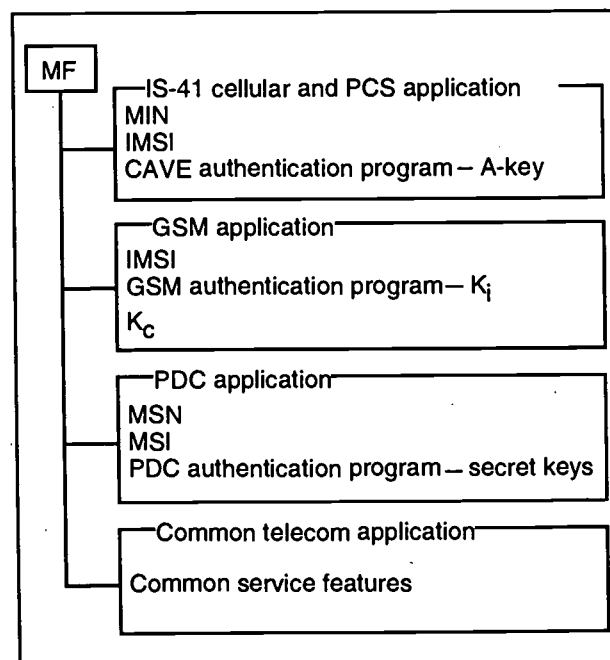 MF
IS-41 cellular and PCS application
MIN
IMSI
CAVE authentication program – A-key
GSM application
IMSI
GSM authentication program – Ki
Kc
PDC application
MSN
MSI
PDC authentication program – secret keys
Common telecom application
Common service features